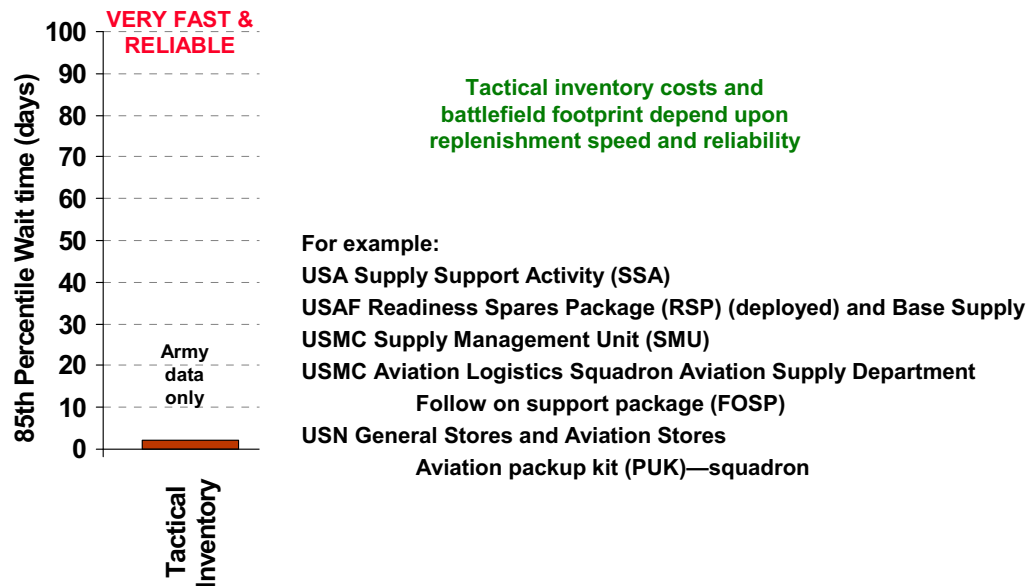 VERY FAST &
RELIABLE
85th Percentile Wait time (days)
100
90
80
70
60
50
40
30
20
10
0
Army
data
only
Tactical
Inventory
Tactical inventory costs and
battlefield footprint depend upon
replenishment speed and reliability
For example:
USA Supply Support Activity (SSA)
USAF Readiness Spares Package (RSP) (deployed) and Base Supply
USMC Supply Management Unit (SMU)
USMC Aviation Logistics Squadron Aviation Supply Department
Follow on support package (FOSP)
USN General Stores and Aviation Stores
Aviation packup kit (PUK)—squadron